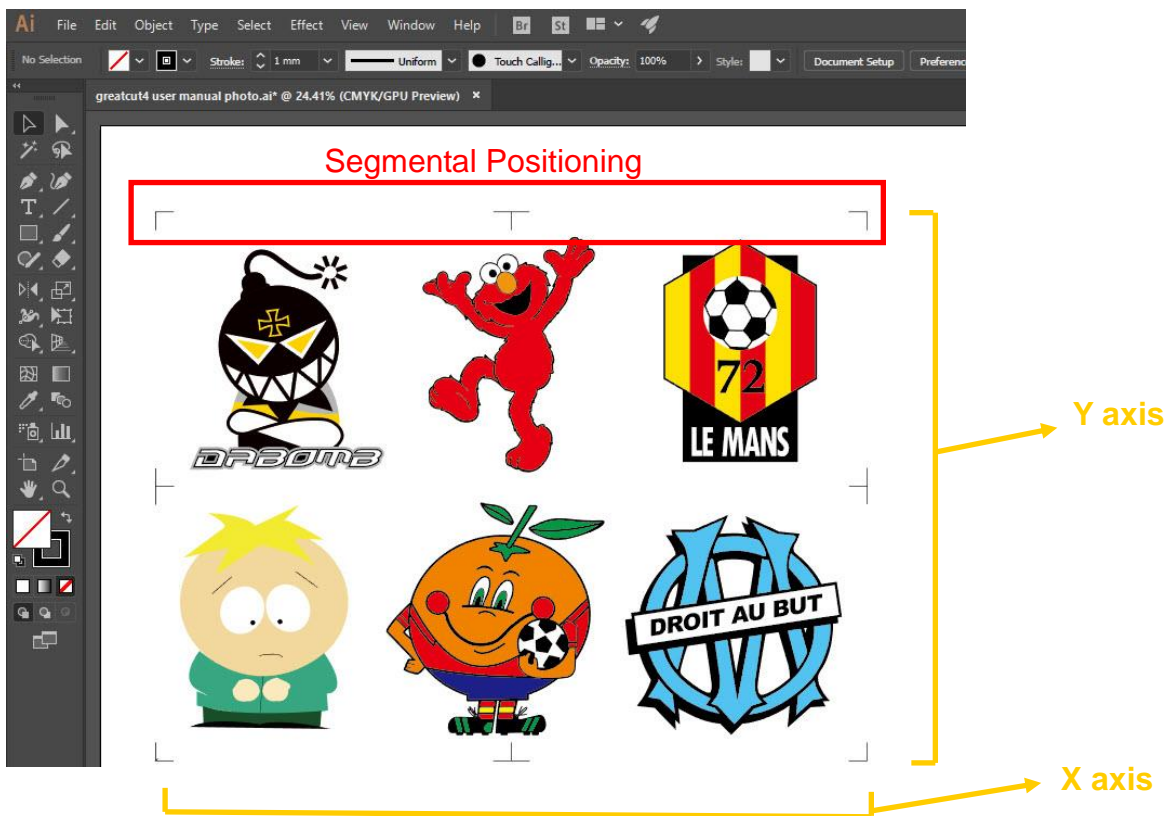 Ai File Edit Object Type Select Effect View Window Help Br St
No Selection Stroke: 1 mm Uniform Touch Callig... Opacity: 100% Style: Document Setup Preferenc
greatcut4 user manual photo.ai* @ 24.41% (CMYK/GPU Preview) ×
Segmental Positioning
72
LE MANS
DABOMB
Y axis
DROIT AU BUT
X axis